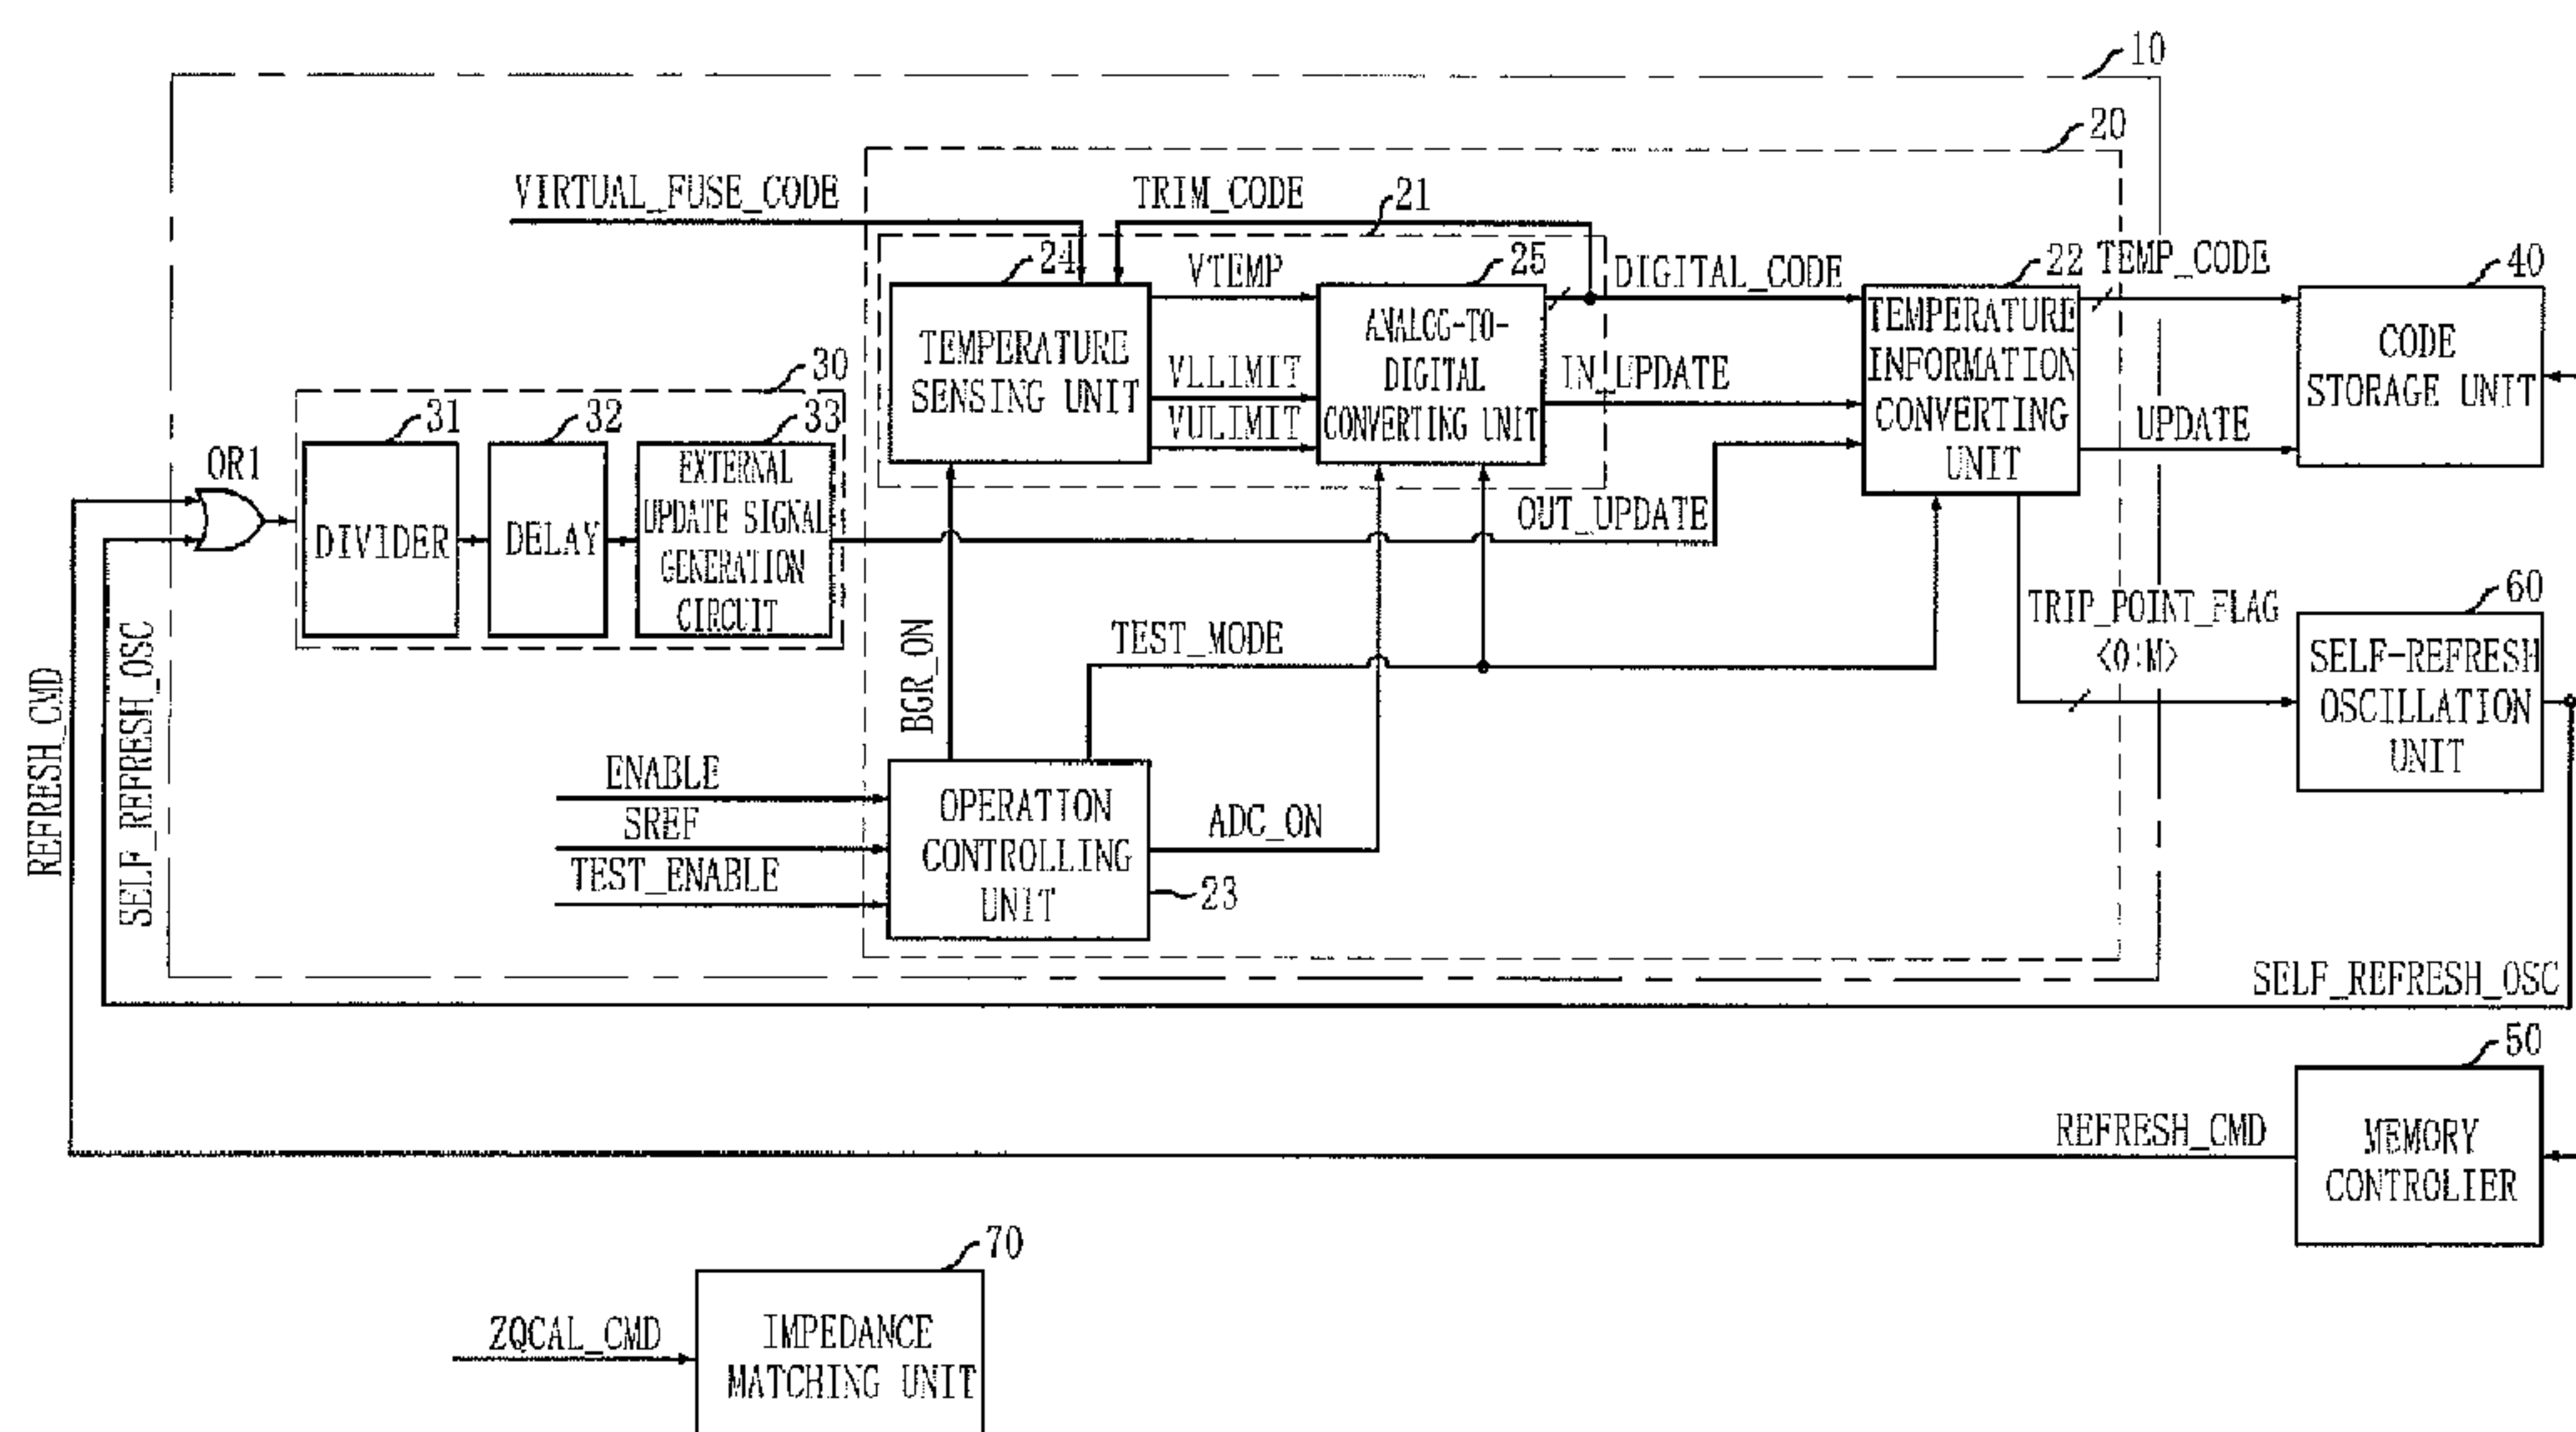 10
20
VIRTUAL_FUSE_CODE
TRIM_CODE
21
24
VTEMP
25
DIGITAL_CODE
22
TEMP_CODE
40
TEMPERATURE
SENSING UNIT
VLLIMIT
VULIMIT
ANALOG-TO-
DIGITAL
CONVERTING UNIT
IN_UPDATE
TEMPERATURE
INFORMATION
CONVERTING
UNIT
UPDATE
CODE
STORAGE UNIT
30
31
32
33
OR1
DIVIDER
DELAY
EXTERNAL
UPDATE SIGNAL
GENERATION
CIRCUIT
OUT_UPDATE
REFRESH_CMD
SELF_REFRESH_OSC
BGR_ON
TEST_MODE
TRIP_POINT_FLAG
<0:M>
60
SELF-REFRESH
OSCILLATION
UNIT
ENABLE
SREF
TEST_ENABLE
OPERATION
CONTROLLING
UNIT
ADC_ON
23
SELF_REFRESH_OSC
50
REFRESH_CMD
MEMORY
CONTROLIER
70
ZQCAL_CMD
IMPEDANCE
MATCHING UNIT